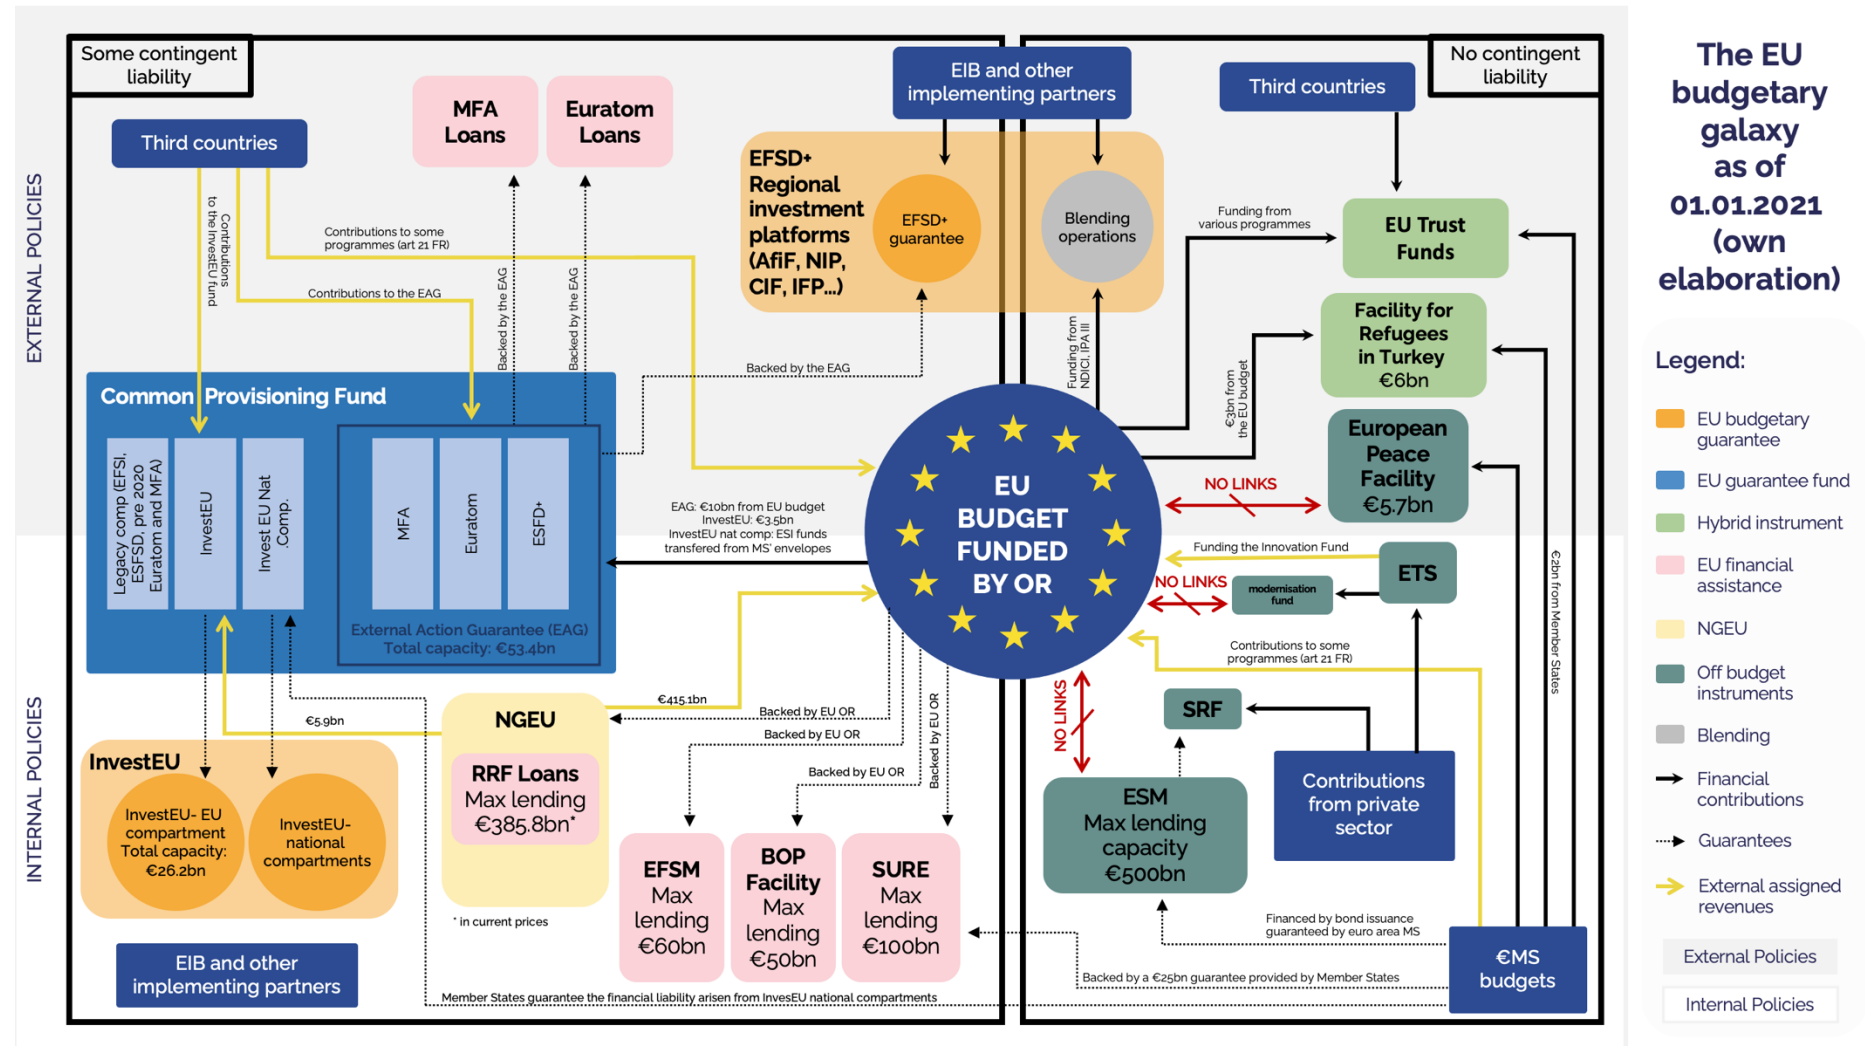 Some contingent
liability
No contingent
liability
The EU
budgetary
galaxy
as of
01.01.2021
(own
elaboration)
EXTERNAL POLICIES
INTERNAL POLICIES
Third countries
MFA
Loans
Euratom
Loans
EIB and other
implementing partners
Third countries
EFSD+
Regional
investment
platforms
(AfiF, NIP,
CIF, IFP...)
EFSD+
guarantee
Blending
operations
Contributions
to the InvestEU fund
Contributions to some
programmes (art 21 FR)
Contributions to the EAG
Backed by the EAG
Backed by the EAG
Backed by the EAG
Funding from
NDICI, IPA III
Funding from
various programmes
EU Trust
Funds
Facility for
Refugees
in Turkey
€6bn
€3bn from
the EU budget
European
Peace
Facility
€5.7bn
NO LINKS
Common Provisioning Fund
Legacy comp (EFSI,
ESFSD, pre 2020
Euratom and MFA)
InvestEU
Invest EU Nat
.Comp.
MFA
Euratom
ESFD+
External Action Guarantee (EAG)
Total capacity: €53.4bn
EAG: €10bn from EU budget
InvestEU: €3.5bn
InvestEU nat comp: ESI funds
transfered from MS' envelopes
EU
BUDGET
FUNDED
BY OR
Funding the Innovation Fund
ETS
NO LINKS
modernisation
fund
€2bn from Member States
Contributions to some
programmes (art 21 FR)
NO LINKS
SRF
€5.9bn
€415.1bn
NGEU
RRF Loans
Max lending
€385.8bn*
* in current prices
Backed by EU OR
Backed by EU OR
Backed by EU OR
Backed by EU OR
InvestEU
InvestEU- EU
compartment
Total capacity:
€26.2bn
InvestEU-
national
compartments
EFSM
Max
lending
€60bn
BOP
Facility
Max
lending
€50bn
SURE
Max
lending
€100bn
ESM
Max lending
capacity
€500bn
Contributions
from private
sector
Financed by bond issuance
guaranteed by euro area MS
Backed by a €25bn guarantee provided by Member States
Member States guarantee the financial liability arisen from InvesEU national compartments
€MS
budgets
EIB and other
implementing partners
Legend:
EU budgetary
guarantee
EU guarantee fund
Hybrid instrument
EU financial
assistance
NGEU
Off budget
instruments
Blending
Financial
contributions
Guarantees
External assigned
revenues
External Policies
Internal Policies